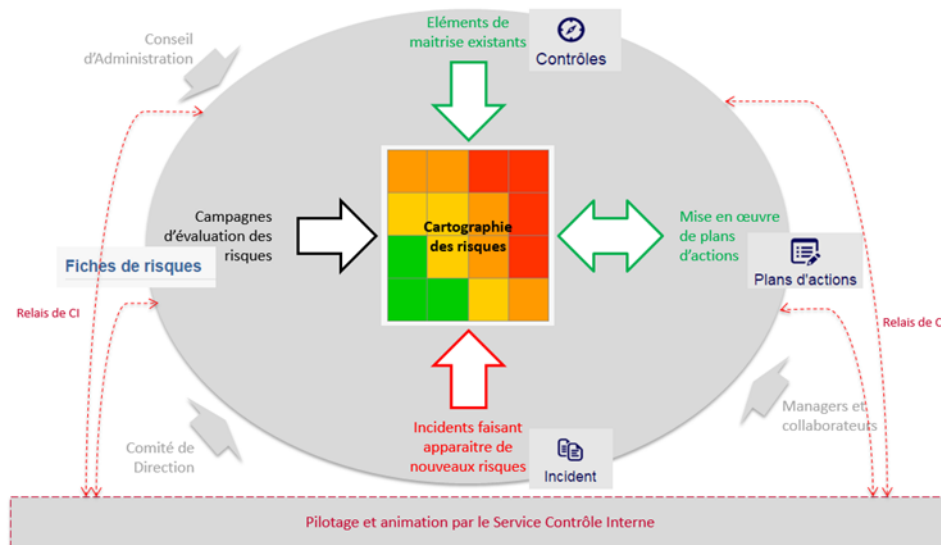 Conseil
d'Administration
Eléments de
maitrise existants
Contrôles
Campagnes
d'évaluation des
risques
Fiches de risques
Cartographie
des risques
Mise en œuvre
de plans
d'actions
Plans d'actions
Relais de CI
Relais de C
Comité de
Direction
Incidents faisant
apparaitre de
nouveaux risques
Incident
Managers et
collaborateurs
Pilotage et animation par le Service Contrôle Interne